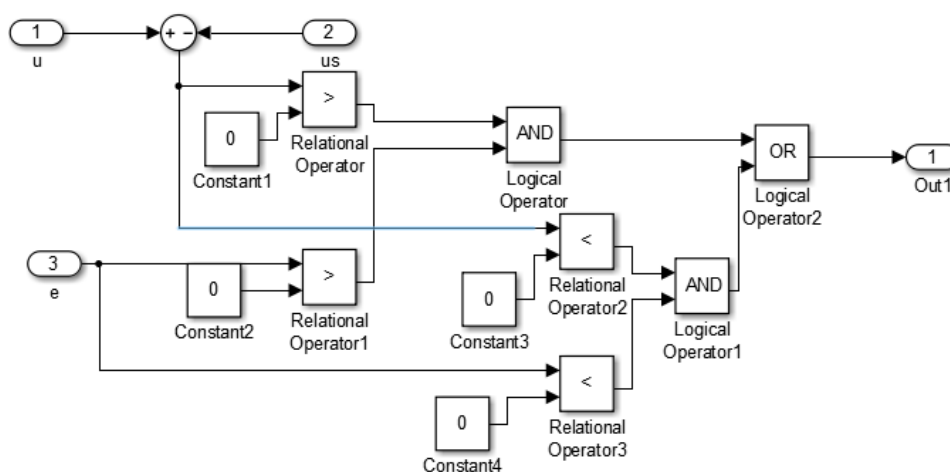 1
u
+ −
2
us
>
Relational
Operator
0
Constant1
AND
Logical
Operator
OR
Logical
Operator2
1
Out1
3
e
0
Constant2
>
Relational
Operator1
<
Relational
Operator2
0
Constant3
AND
Logical
Operator1
<
Relational
Operator3
0
Constant4